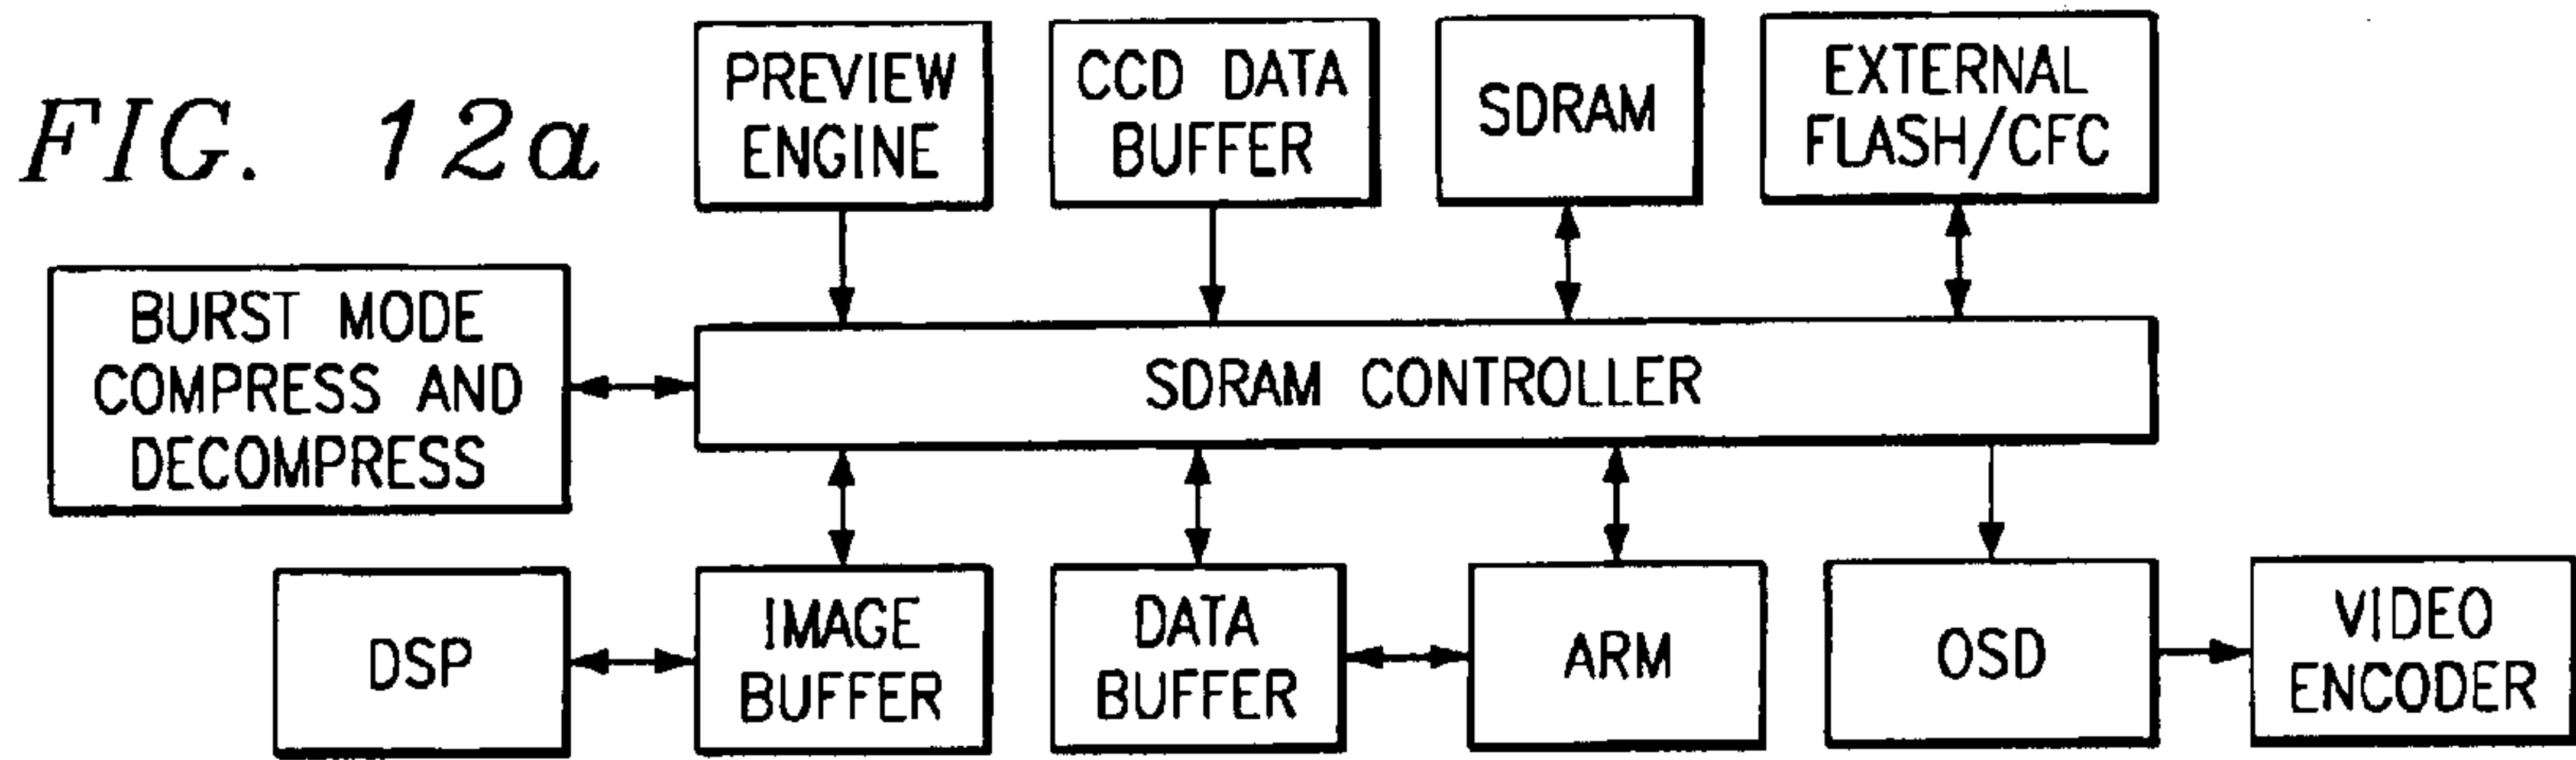 FIG. 12a
PREVIEW
ENGINE
CCD DATA
BUFFER
SDRAM
EXTERNAL
FLASH/CFC
BURST MODE
COMPRESS AND
DECOMPRESS
SDRAM CONTROLLER
DSP
IMAGE
BUFFER
DATA
BUFFER
ARM
OSD
VIDEO
ENCODER